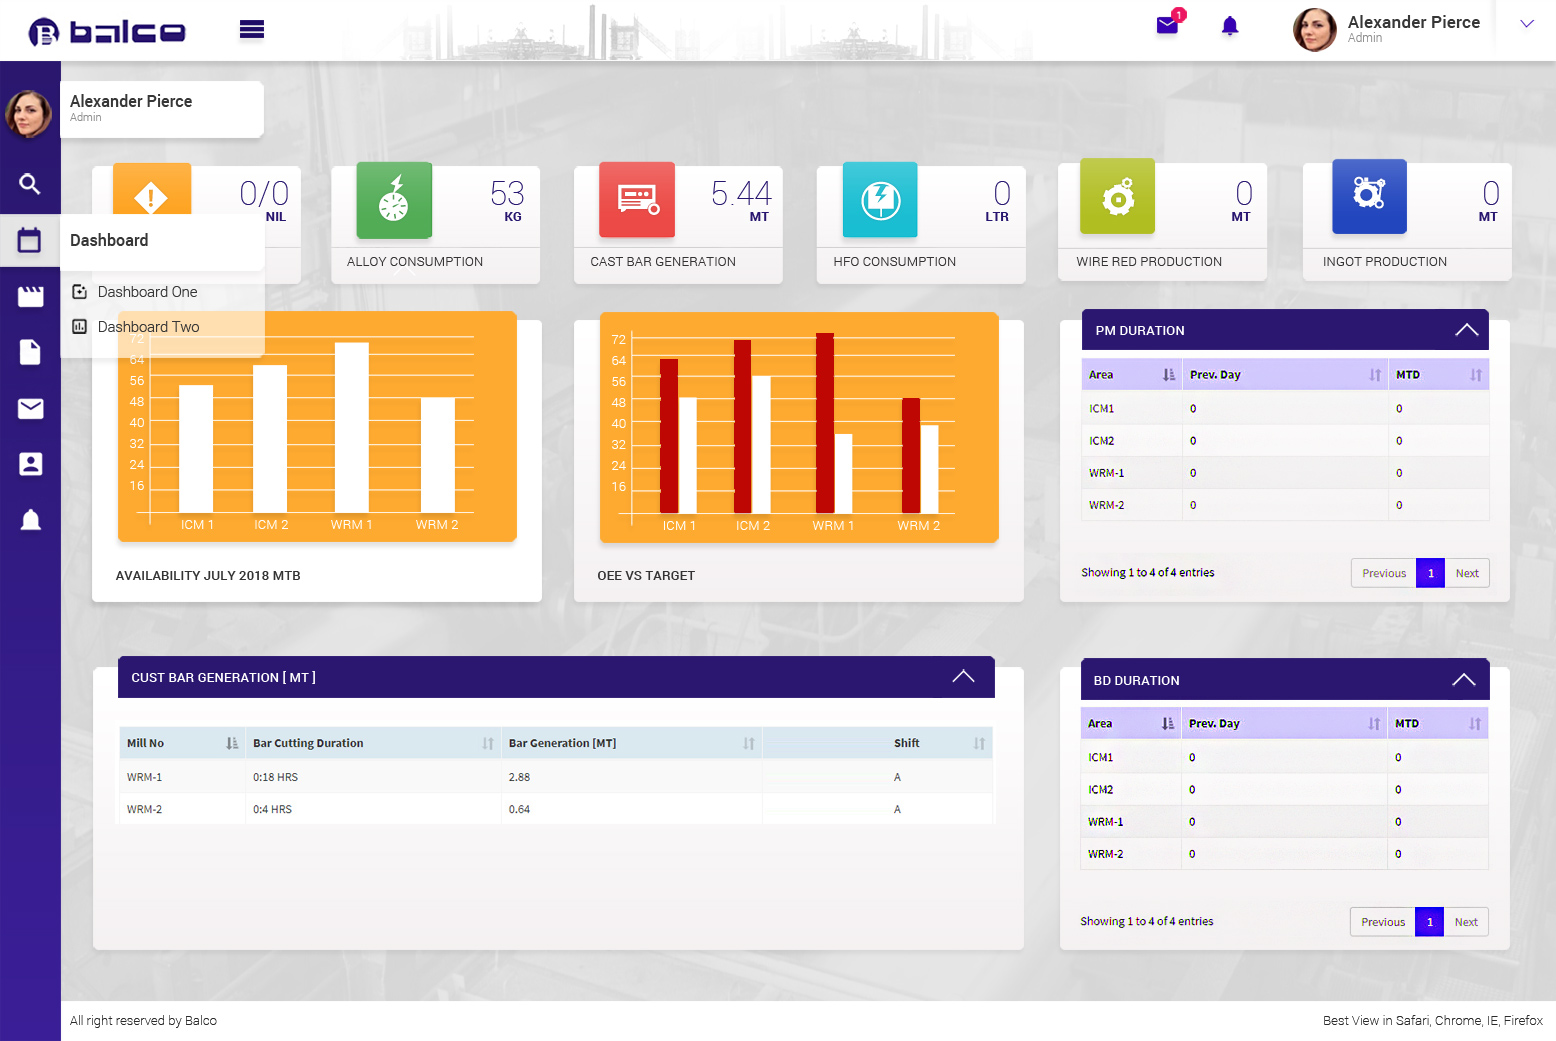 balco
1
Alexander Pierce
Admin
Alexander Pierce
Admin
0/0
NIL
53
KG
ALLOY CONSUMPTION
5.44
MT
CAST BAR GENERATION
0
LTR
HFO CONSUMPTION
0
MT
WIRE RED PRODUCTION
0
MT
INGOT PRODUCTION
Dashboard
Dashboard One
Dashboard Two
72
64
56
48
40
32
24
16
ICM 1 ICM 2 WRM 1 WRM 2
AVAILABILITY JULY 2018 MTB
72
64
56
48
40
32
24
16
ICM 1 ICM 2 WRM 1 WRM 2
OEE VS TARGET
PM DURATION
Area Prev. Day MTD
ICM1 0 0
ICM2 0 0
WRM-1 0 0
WRM-2 0 0
Showing 1 to 4 of 4 entries
Previous 1 Next
CUST BAR GENERATION [ MT ]
Mill No Bar Cutting Duration Bar Generation [MT] Shift
WRM-1 0:18 HRS 2.88 A
WRM-2 0:4 HRS 0.64 A
BD DURATION
Area Prev. Day MTD
ICM1 0 0
ICM2 0 0
WRM-1 0 0
WRM-2 0 0
Showing 1 to 4 of 4 entries
Previous 1 Next
All right reserved by Balco
Best View in Safari, Chrome, IE, Firefox